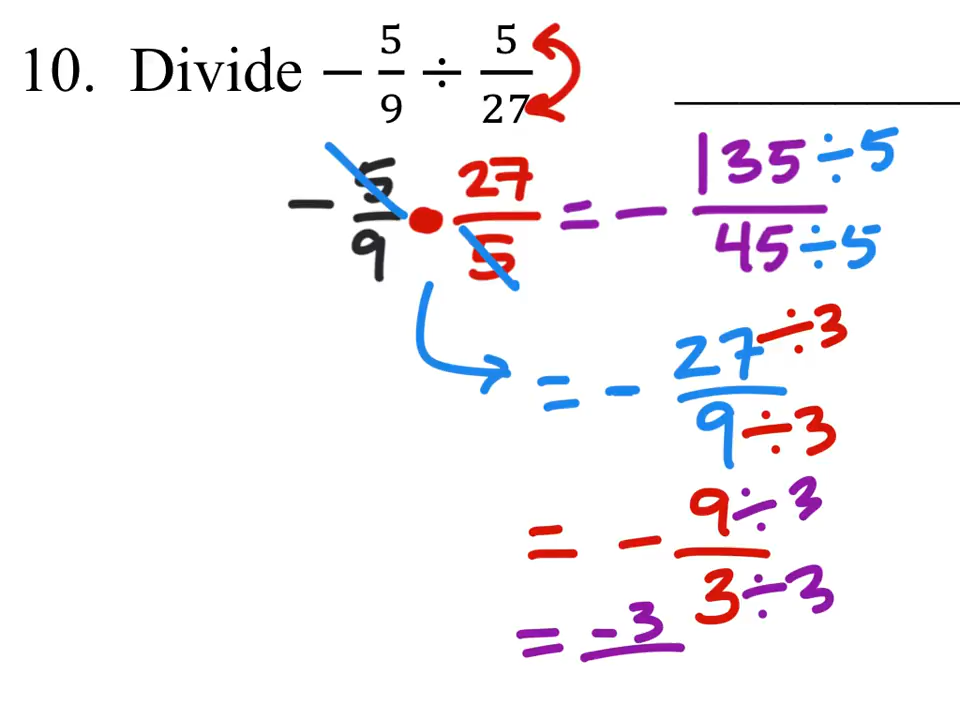 10. Divide − 5/9 ÷ 5/27
− 5/9 • 27/5 = − 135÷5/45÷5
= − 27÷3/9÷3
= − 9÷3/3÷3
= −3